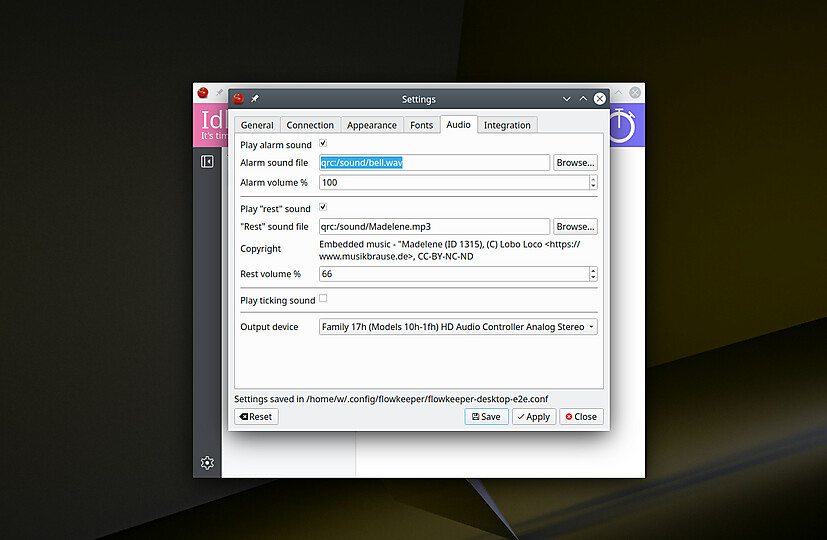 Settings
Idl
It's tim
General Connection Appearance Fonts Audio Integration
Play alarm sound
Alarm sound file qrc:/sound/bell.wav Browse...
Alarm volume % 100
Play "rest" sound
"Rest" sound file qrc:/sound/Madelene.mp3 Browse...
Copyright Embedded music - "Madelene (ID 1315), (C) Lobo Loco <https://
www.musikbrause.de>, CC-BY-NC-ND
Rest volume % 66
Play ticking sound
Output device Family 17h (Models 10h-1fh) HD Audio Controller Analog Stereo
Settings saved in /home/w/.config/flowkeeper/flowkeeper-desktop-e2e.conf
Reset Save Apply Close